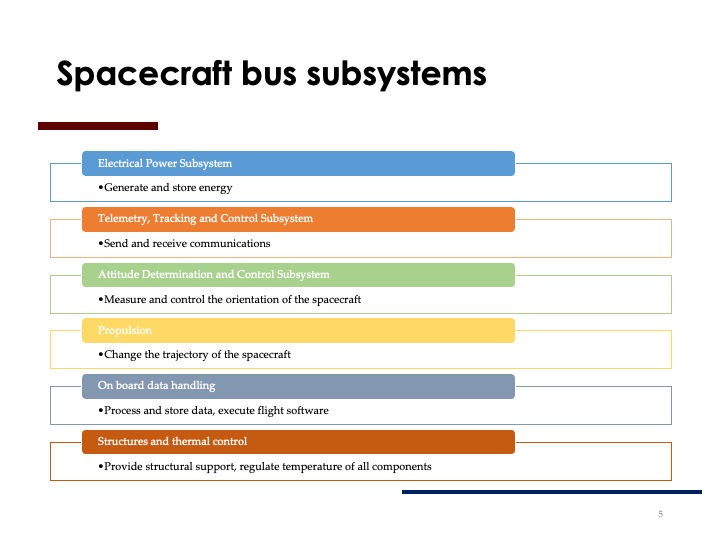 Spacecraft bus subsystems
Electrical Power Subsystem
•Generate and store energy
Telemetry, Tracking and Control Subsystem
•Send and receive communications
Attitude Determination and Control Subsystem
•Measure and control the orientation of the spacecraft
Propulsion
•Change the trajectory of the spacecraft
On board data handling
•Process and store data, execute flight software
Structures and thermal control
•Provide structural support, regulate temperature of all components
5